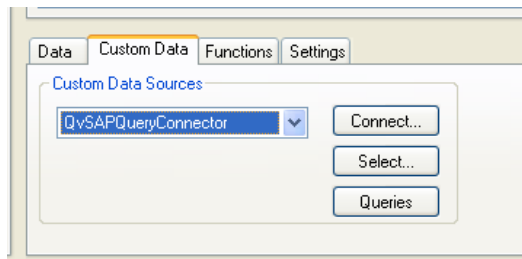 Data Custom Data Functions Settings
Custom Data Sources
QvSAPQueryConnector Connect...
Select...
Queries